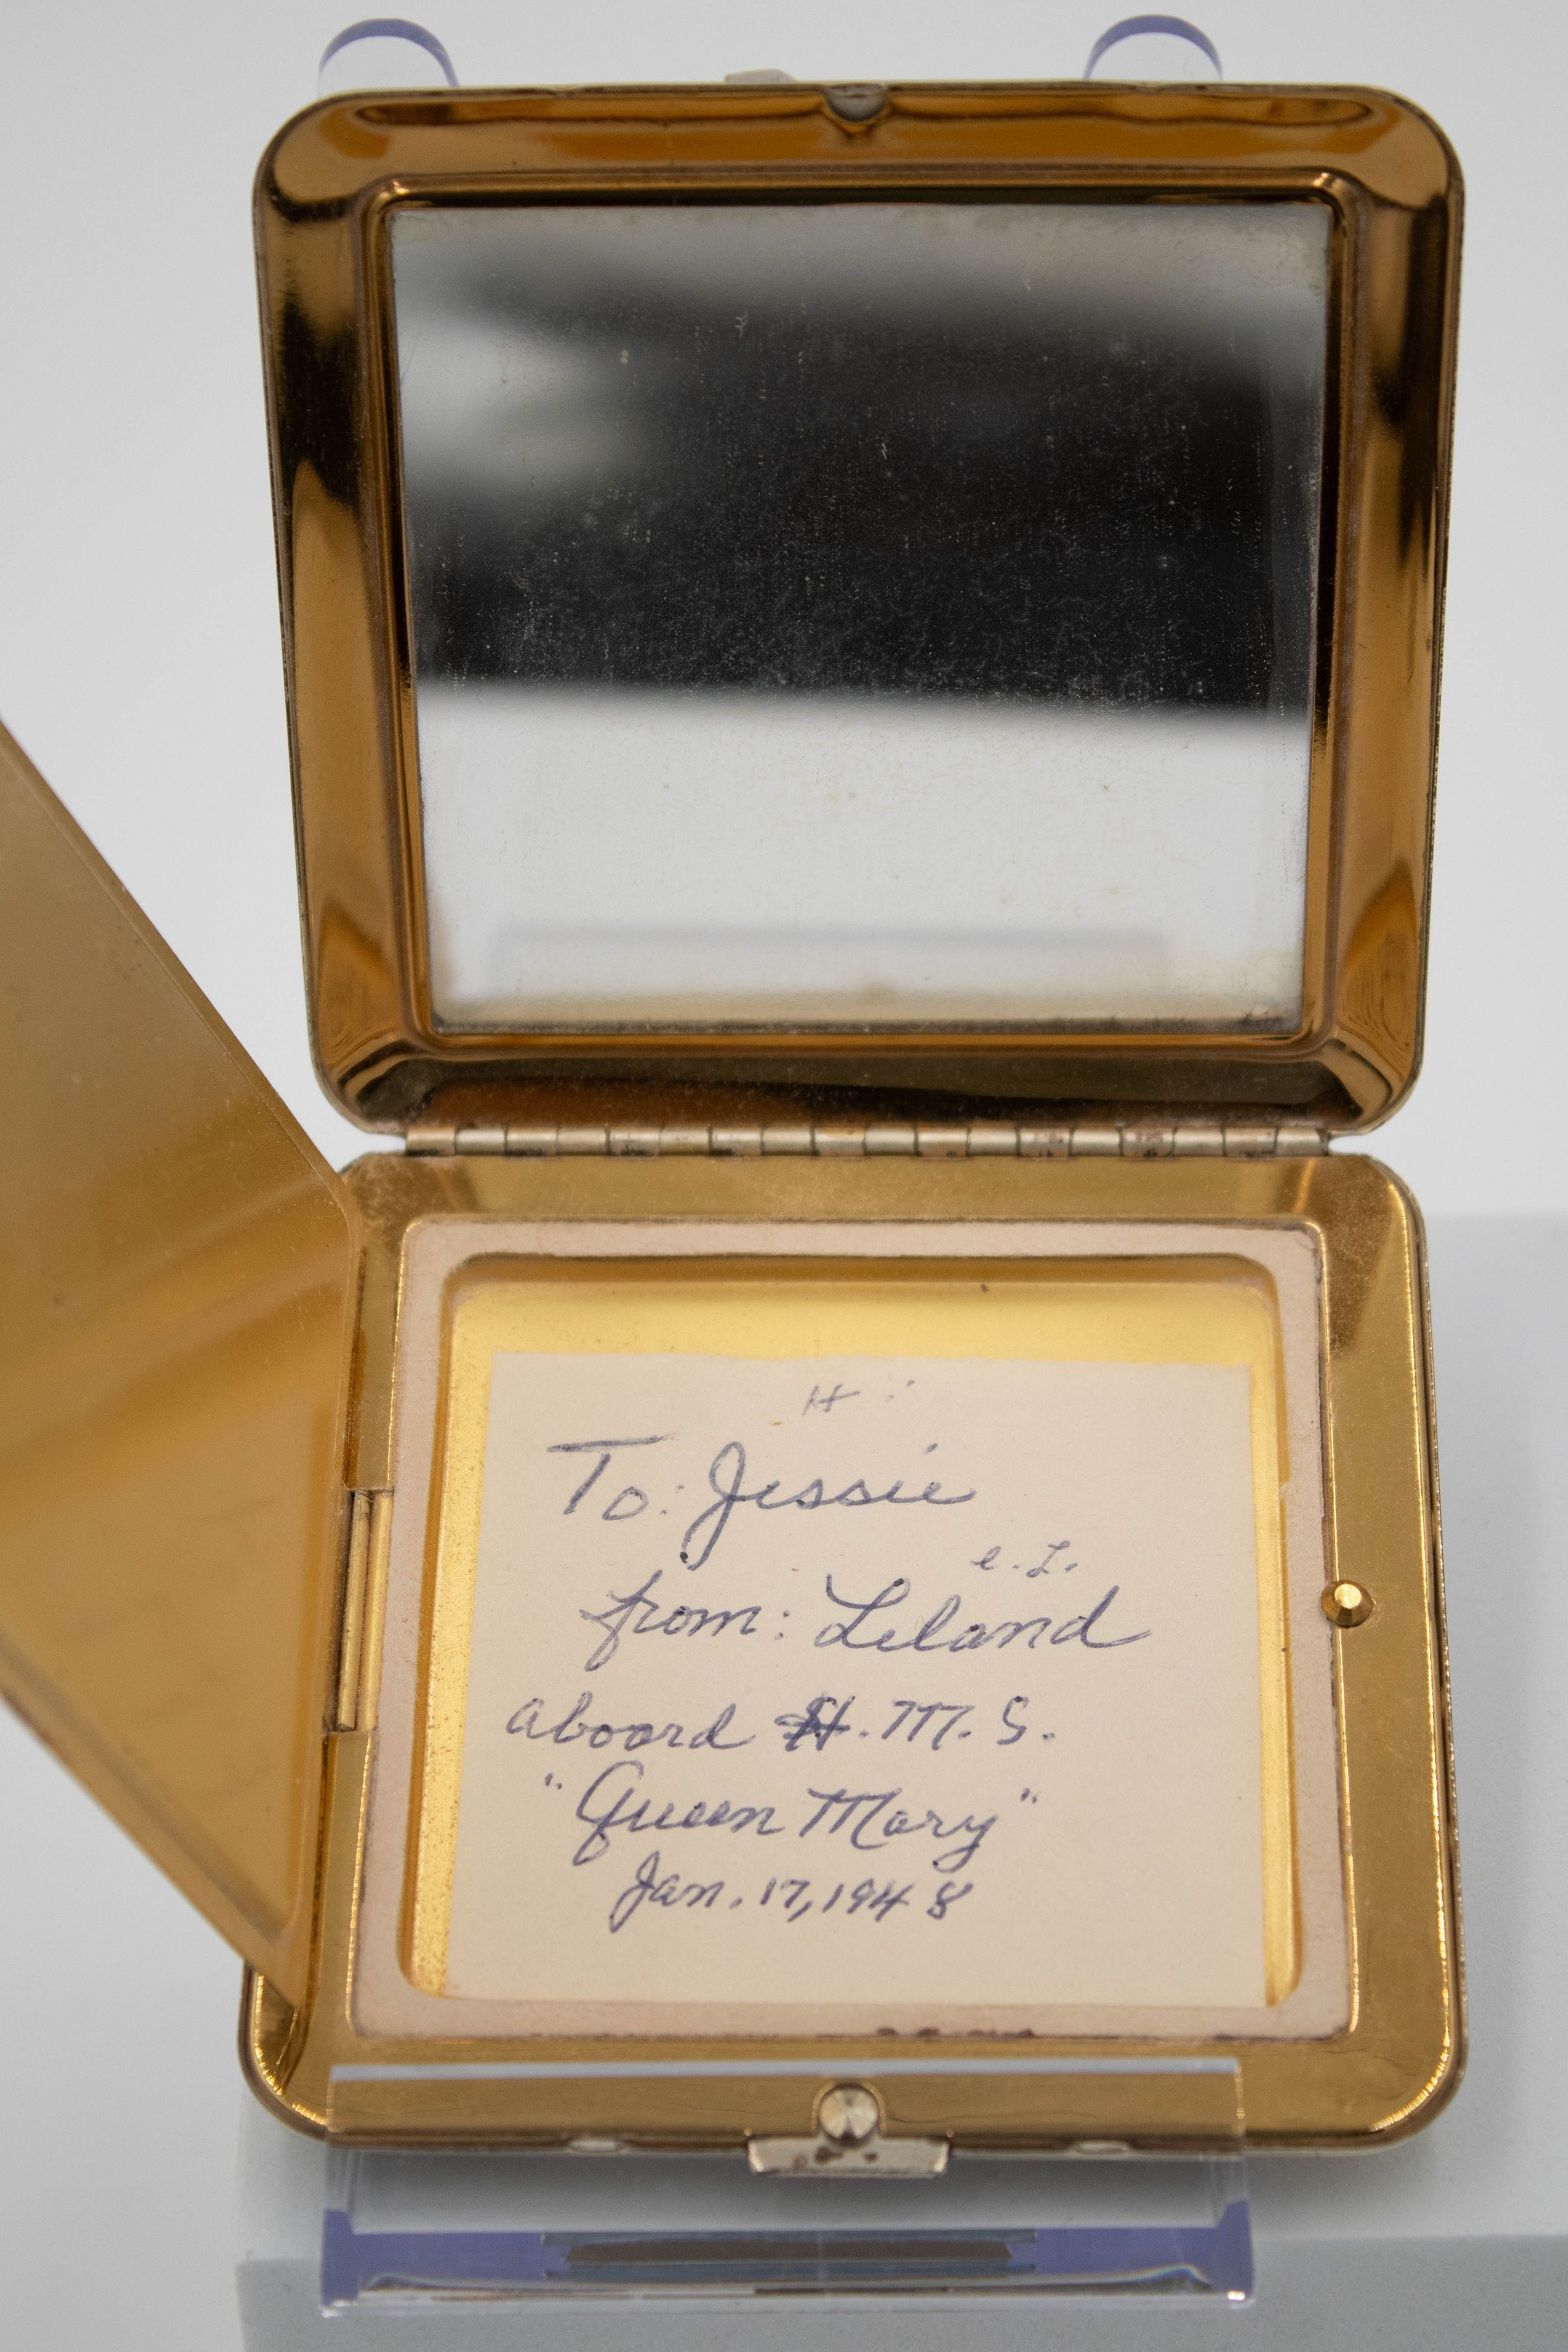 H
To: Jessie
e.L.
from: Leland
aboard H.M.S.
"Queen Mary"
Jan. 17, 1948